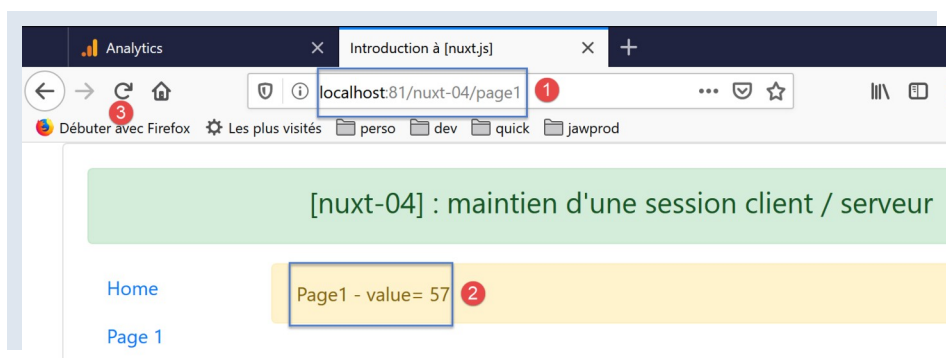 Analytics
Introduction à [nuxt.js]
localhost:81/nuxt-04/page1
1
3
Débuter avec Firefox Les plus visités perso dev quick jawprod
[nuxt-04] : maintien d'une session client / serveur
Home
Page1 - value= 57
2
Page 1